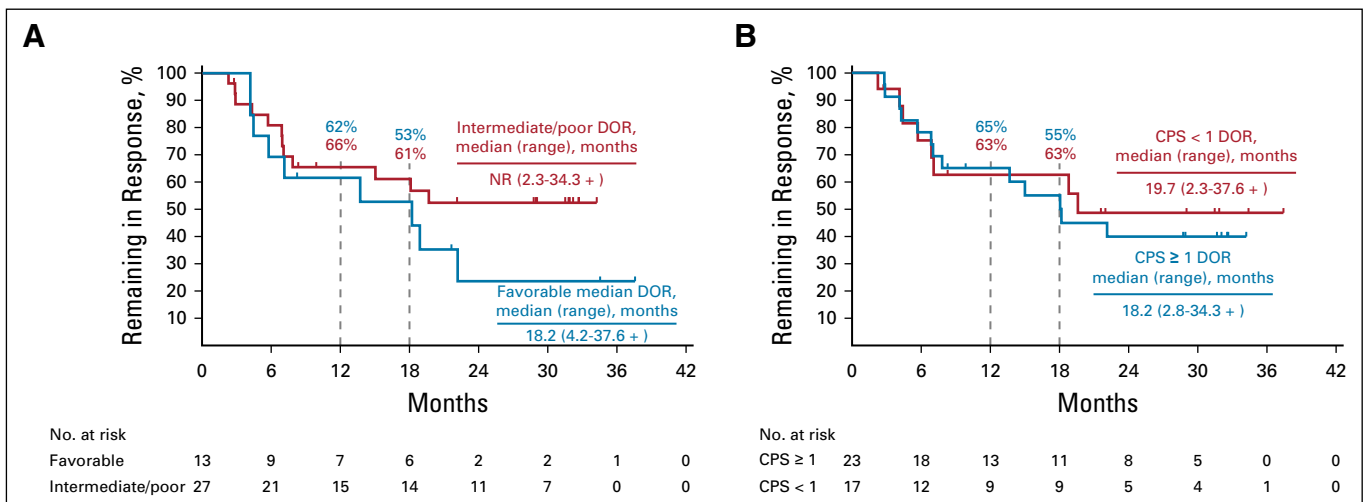 A
Remaining in Response, %
100
90
80
70
60
50
40
30
20
10
62%
66%
53%
61%
Intermediate/poor DOR,
median (range), months
NR (2.3-34.3 + )
Favorable median DOR,
median (range), months
18.2 (4.2-37.6 + )
0 6 12 18 24 30 36 42
Months
No. at risk
Favorable 13 9 7 6 2 2 1 0
Intermediate/poor 27 21 15 14 11 7 0 0
B
Remaining in Response, %
100
90
80
70
60
50
40
30
20
10
65%
63%
55%
63%
CPS < 1 DOR,
median (range), months
19.7 (2.3-37.6 + )
CPS ≥ 1 DOR
median (range), months
18.2 (2.8-34.3 + )
0 6 12 18 24 30 36 42
Months
No. at risk
CPS ≥ 1 23 18 13 11 8 5 0 0
CPS < 1 17 12 9 9 5 4 1 0